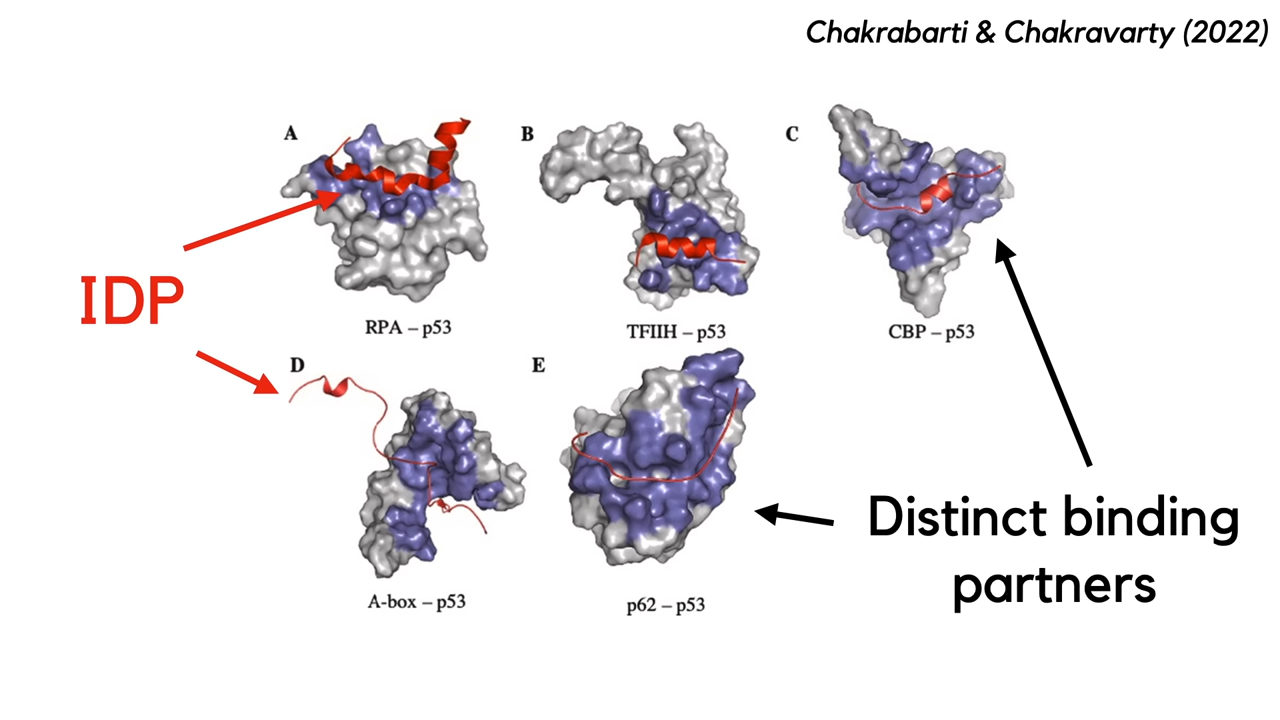 Chakrabarti & Chakravarty (2022)
A
B
C
IDP
RPA – p53
TFIIH – p53
CBP – p53
D
E
Distinct binding
partners
A-box – p53
p62 – p53